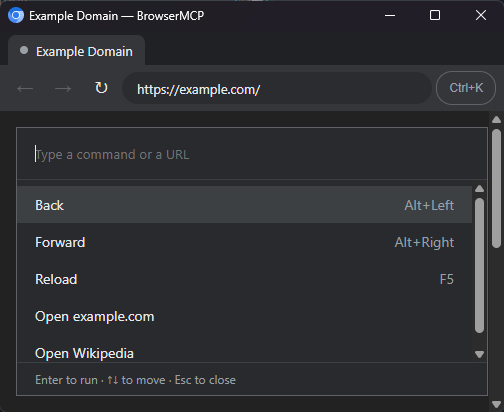 Example Domain — BrowserMCP
Example Domain
https://example.com/ Ctrl+K
Type a command or a URL
Back Alt+Left
Forward Alt+Right
Reload F5
Open example.com
Open Wikipedia
Enter to run · ↑↓ to move · Esc to close